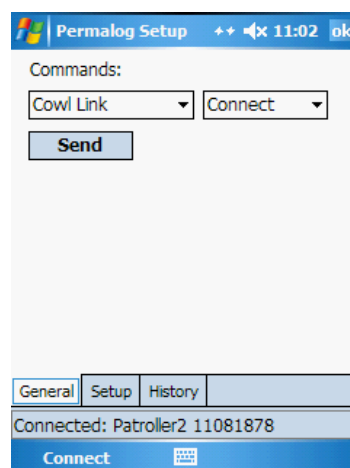 Permalog Setup 11:02 ok
Commands:
Cowl Link Connect
Send
General Setup History
Connected: Patroller2 11081878
Connect